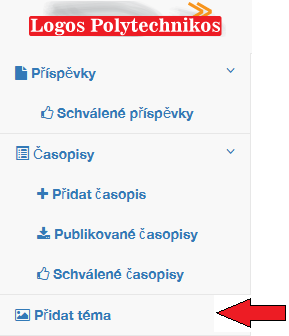 Logos Polytechnikos
Příspěvky
Schválené příspěvky
Časopisy
Přidat časopis
Publikované časopisy
Schválené časopisy
Přidat téma